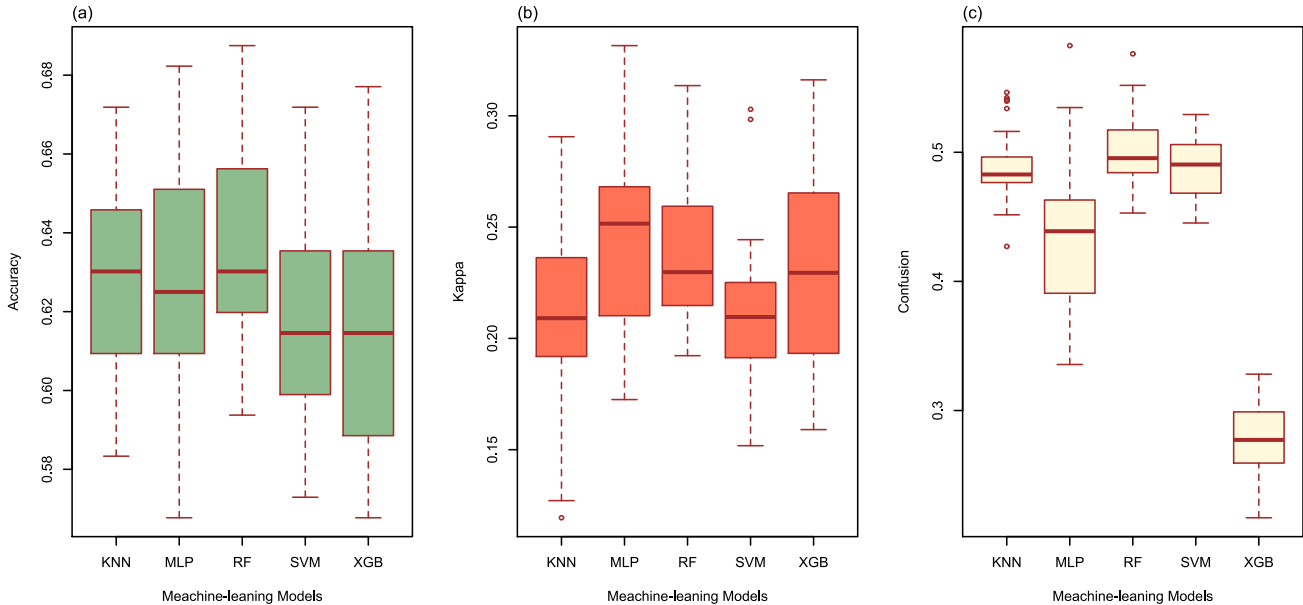 (a)
0.68
0.66
0.64
0.62
0.60
0.58
Accuracy
KNN MLP RF SVM XGB
Meachine-leaning Models
(b)
0.30
0.25
0.20
0.15
Kappa
KNN MLP RF SVM XGB
Meachine-leaning Models
(c)
0.5
0.4
0.3
Confusion
KNN MLP RF SVM XGB
Meachine-leaning Models